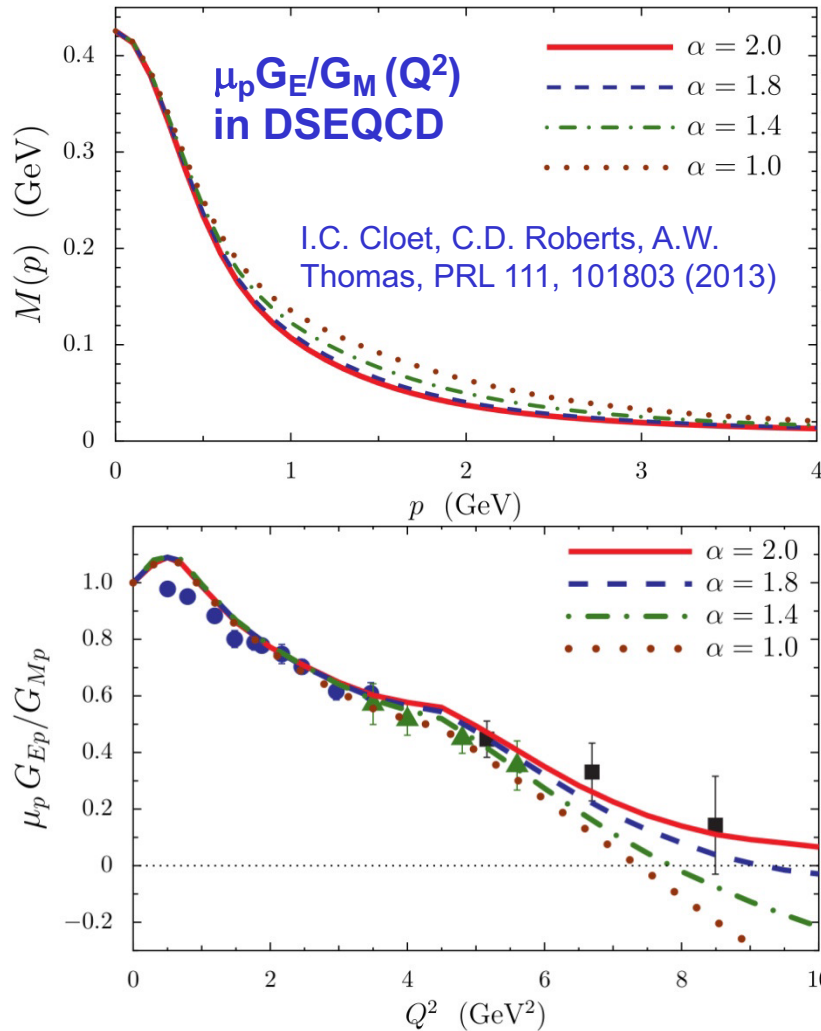 0.4
0.3
0.2
0.1
0
M(p) (GeV)
μpGE/GM (Q2)
in DSEQCD
α = 2.0
α = 1.8
α = 1.4
α = 1.0
I.C. Cloet, C.D. Roberts, A.W.
Thomas, PRL 111, 101803 (2013)
0 1 2 3 4
p (GeV)
1.0
0.8
0.6
0.4
0.2
0
−0.2
μp GEp/GMp
α = 2.0
α = 1.8
α = 1.4
α = 1.0
0 2 4 6 8 10
Q2 (GeV2)